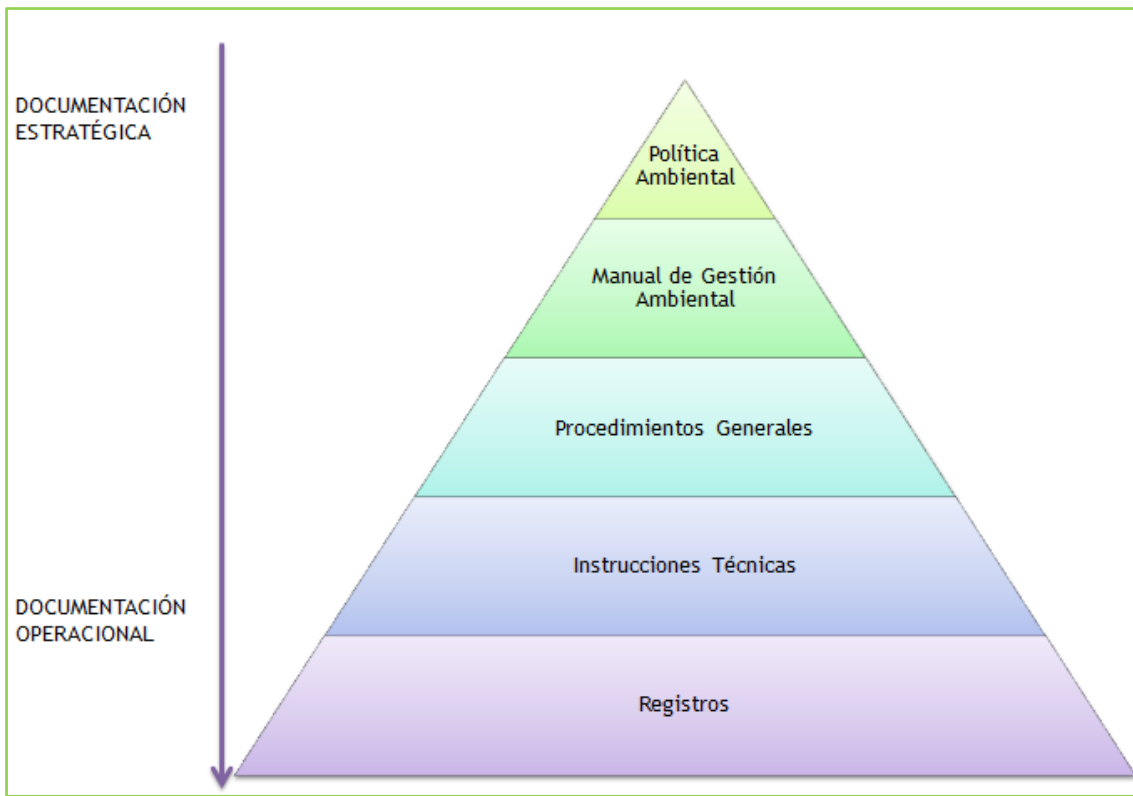 DOCUMENTACIÓN
ESTRATÉGICA
Política
Ambiental
Manual de Gestión
Ambiental
Procedimientos Generales
Instrucciones Técnicas
DOCUMENTACIÓN
OPERACIONAL
Registros